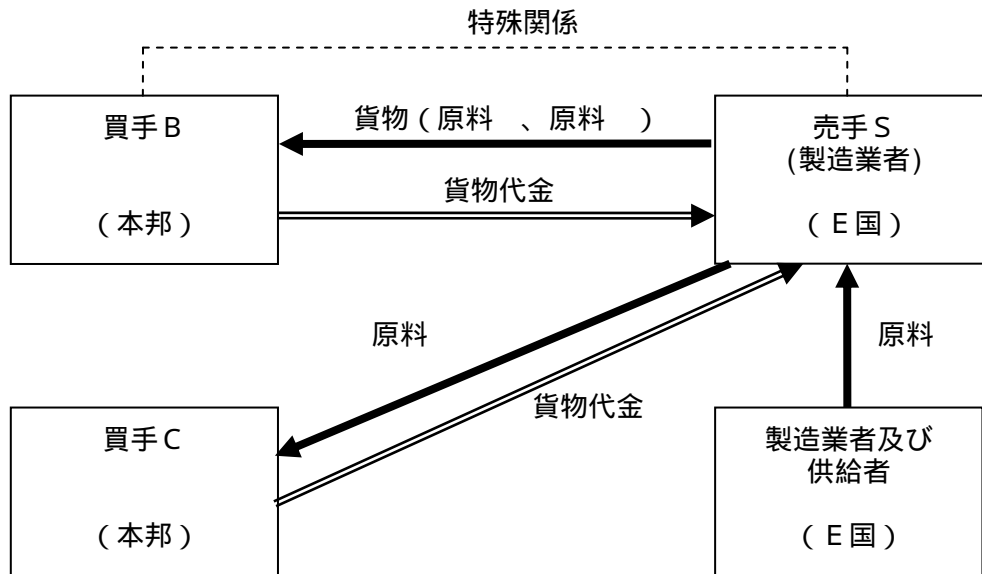 特殊関係
買手B
(本邦)
貨物(原料 、原料 )
貨物代金
売手S
(製造業者)
(E国)
原料
貨物代金
原料
買手C
(本邦)
製造業者及び
供給者
(E国)